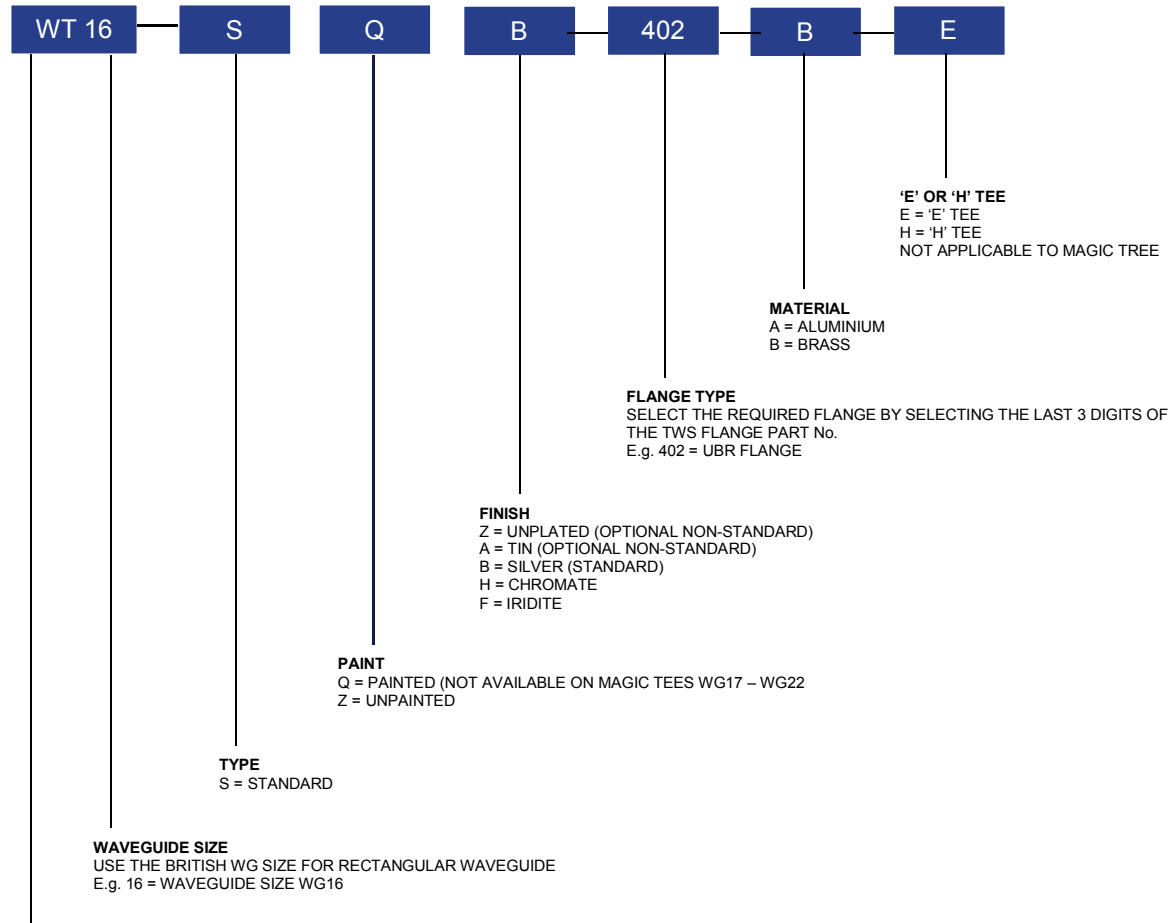 WT 16 S Q B 402 B E
'E' OR 'H' TEE
E = 'E' TEE
H = 'H' TEE
NOT APPLICABLE TO MAGIC TREE
MATERIAL
A = ALUMINIUM
B = BRASS
FLANGE TYPE
SELECT THE REQUIRED FLANGE BY SELECTING THE LAST 3 DIGITS OF
THE TWS FLANGE PART No.
E.g. 402 = UBR FLANGE
FINISH
Z = UNPLATED (OPTIONAL NON-STANDARD)
A = TIN (OPTIONAL NON-STANDARD)
B = SILVER (STANDARD)
H = CHROMATE
F = IRIDITE
PAINT
Q = PAINTED (NOT AVAILABLE ON MAGIC TEES WG17 – WG22
Z = UNPAINTED
TYPE
S = STANDARD
WAVEGUIDE SIZE
USE THE BRITISH WG SIZE FOR RECTANGULAR WAVEGUIDE
E.g. 16 = WAVEGUIDE SIZE WG16